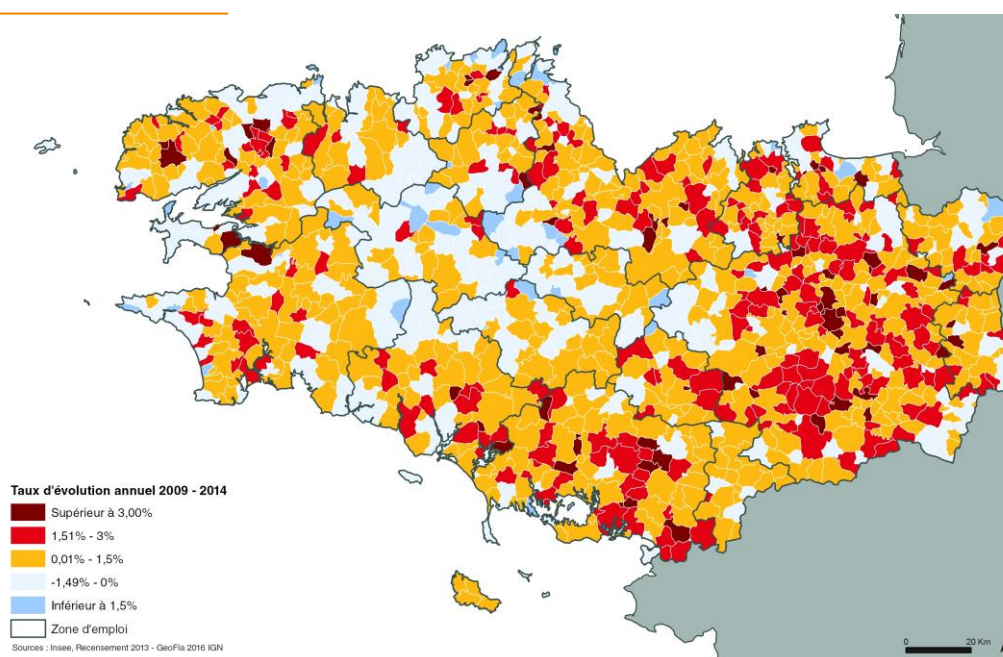 Taux d'évolution annuel 2009 - 2014
Supérieur à 3,00%
1,51% - 3%
0,01% - 1,5%
-1,49% - 0%
Inférieur à 1,5%
Zone d'emploi
Sources : Insee, Recensement 2013 - GeoFla 2016 IGN
0 20 Km